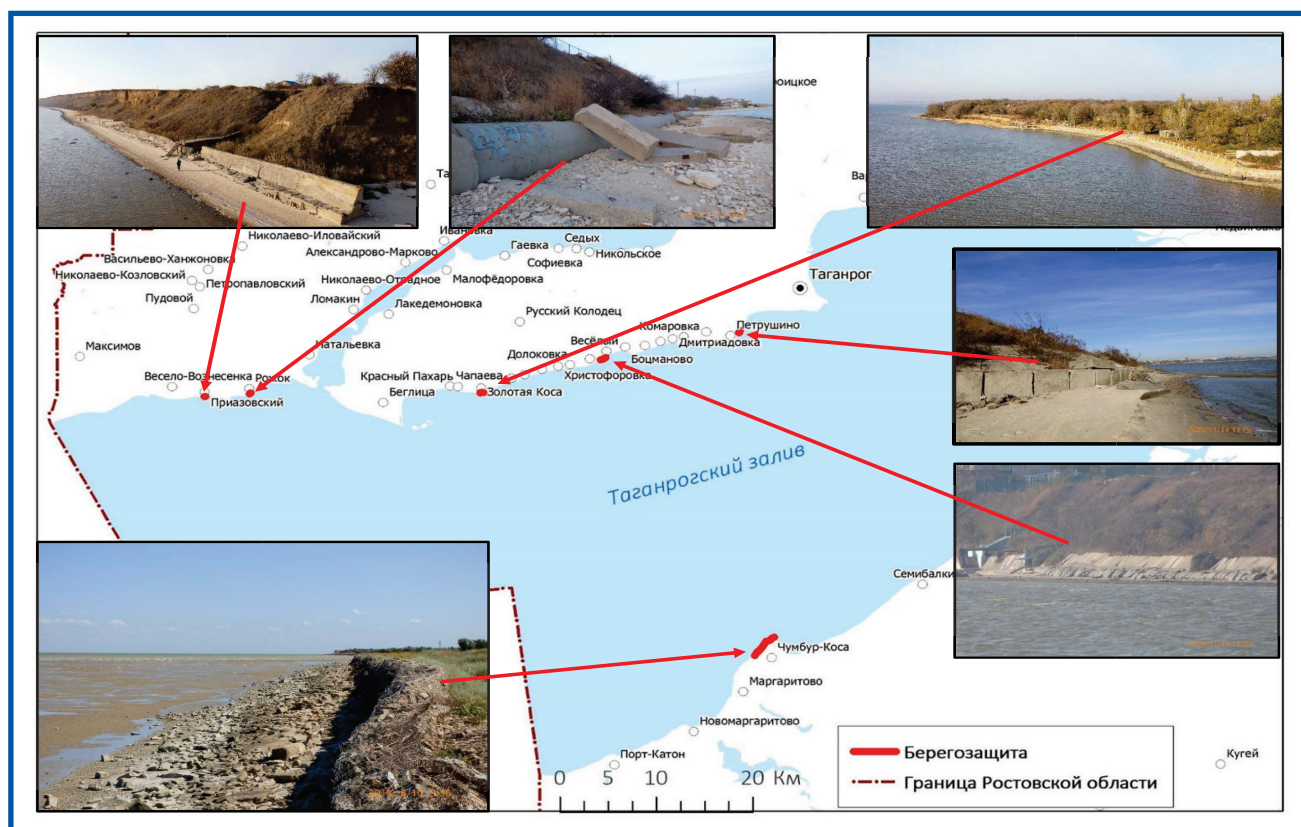 Николаево-Иловайский
Васильево-Ханжоновка
Николаево-Козловский
Петропавловский
Пудовой
Максимов
Александрово-Марково
Ивановка
Николаево-Отрадное
Малофёдоровка
Ломакин
Лакедемоновка
Гаевка
Седых
Софиевка
Никольское
Русский Колодец
Таганрог
Комаровка
Петрушино
Весёлый
Дмитриадовка
Долоковка
Боцманово
Христофоровка
Натальевка
Весело-Вознесенка
Рожок
Приазовский
Красный Пахарь
Чапаева
Беглица
Золотая Коса
Таганрогский залив
Семибалки
Чумбур-Коса
Маргаритово
Новомаргаритово
Порт-Катон
Кугей
0 5 10 20 Км
Берегозащита
Граница Ростовской области